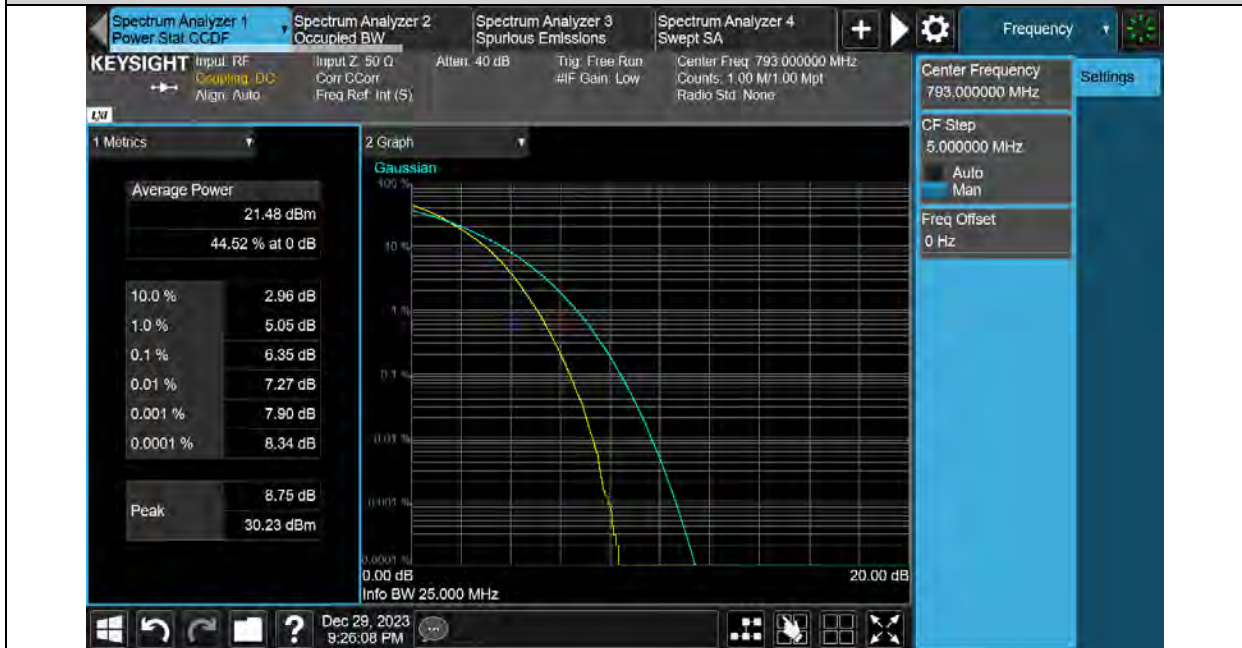 Spectrum Analyzer 1
Power Stat CCDF
Spectrum Analyzer 2
Occupied BW
Spectrum Analyzer 3
Spurious Emissions
Spectrum Analyzer 4
Swept SA
Frequency
KEYSIGHT
Input: RF
Coupling: DC
Align: Auto
Input Z: 50 Ω
Corr CCorr
Freq Ref: Int (S)
Atten: 40 dB
Trig: Free Run
#IF Gain: Low
Center Freq: 793.000000 MHz
Counts: 1.00 M/1.00 Mpt
Radio Std: None
LXI
Center Frequency
793.000000 MHz
Settings
CF Step
5.000000 MHz
Auto
Man
Freq Offset
0 Hz
1 Metrics
Average Power
21.48 dBm
44.52 % at 0 dB
10.0 % 2.96 dB
1.0 % 5.05 dB
0.1 % 6.35 dB
0.01 % 7.27 dB
0.001 % 7.90 dB
0.0001 % 8.34 dB
Peak
8.75 dB
30.23 dBm
2 Graph
Gaussian
100 %
10 %
1 %
0.1 %
0.01 %
0.001 %
0.0001 %
0.00 dB
20.00 dB
Info BW 25.000 MHz
?
Dec 29, 2023
9:26:08 PM